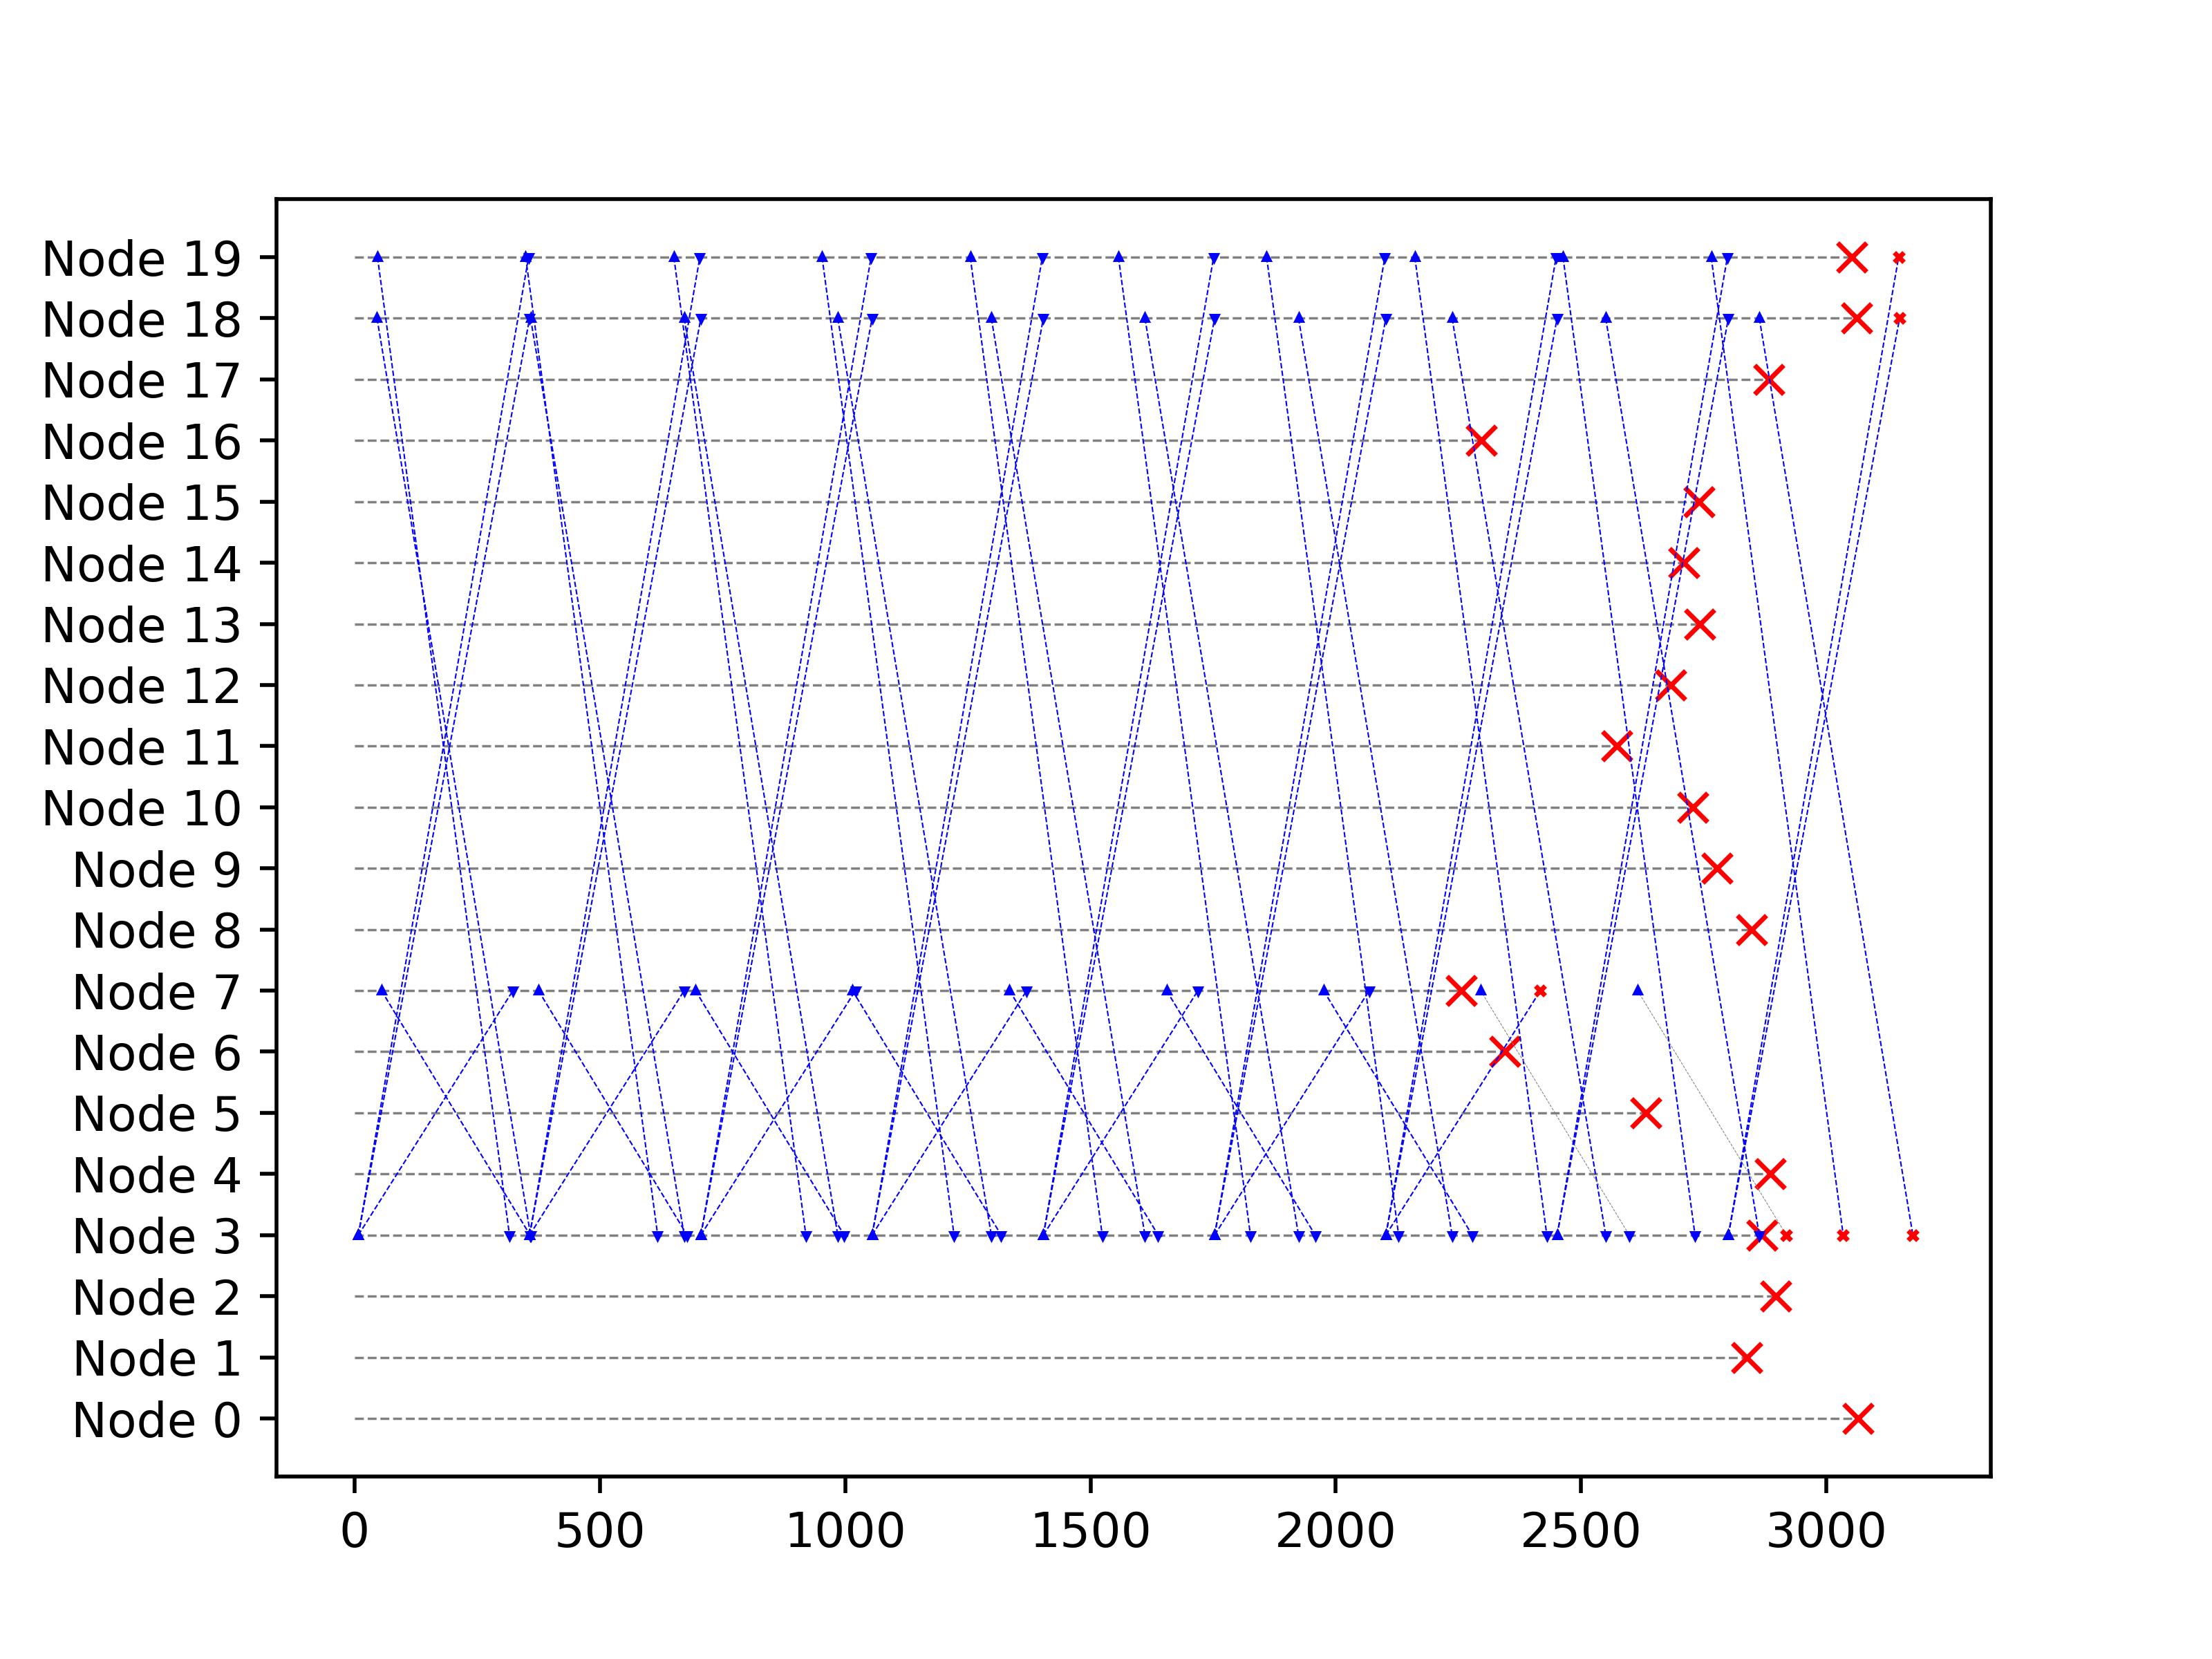 Node 19
Node 18
Node 17
Node 16
Node 15
Node 14
Node 13
Node 12
Node 11
Node 10
Node 9
Node 8
Node 7
Node 6
Node 5
Node 4
Node 3
Node 2
Node 1
Node 0
0 500 1000 1500 2000 2500 3000